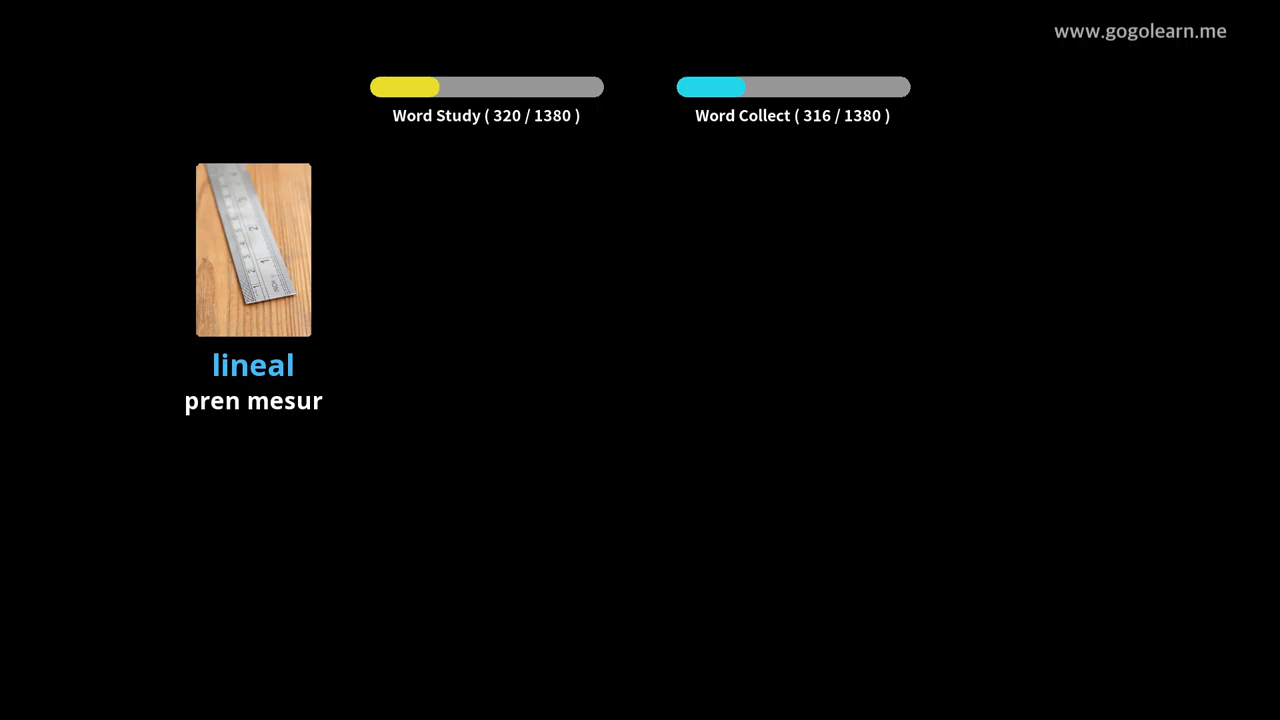 www.gogolearn.me
Word Study ( 320 / 1380 )
Word Collect ( 316 / 1380 )
lineal
pren mesur